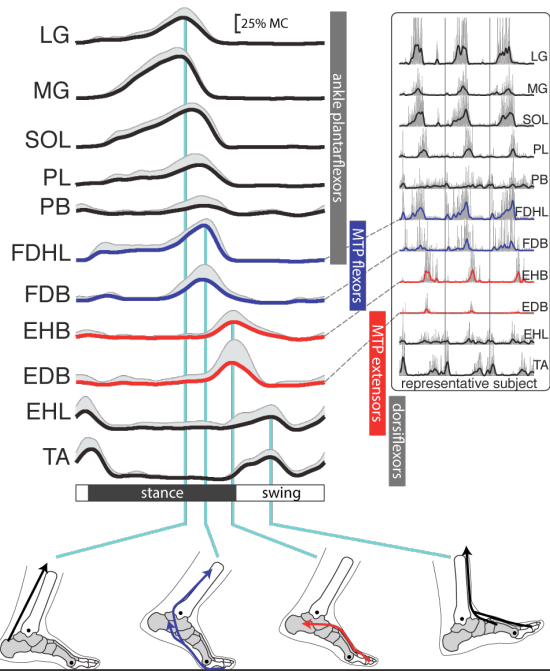 LG
25% MC
MG
SOL
PL
PB
FDHL
FDB
EHB
EDB
EHL
TA
stance
swing
ankle plantarflexors
MTP flexors
MTP extensors
dorsiflexors
LG
MG
SOL
PL
PB
FDHL
FDB
EHB
EDB
EHL
TA
representative subject